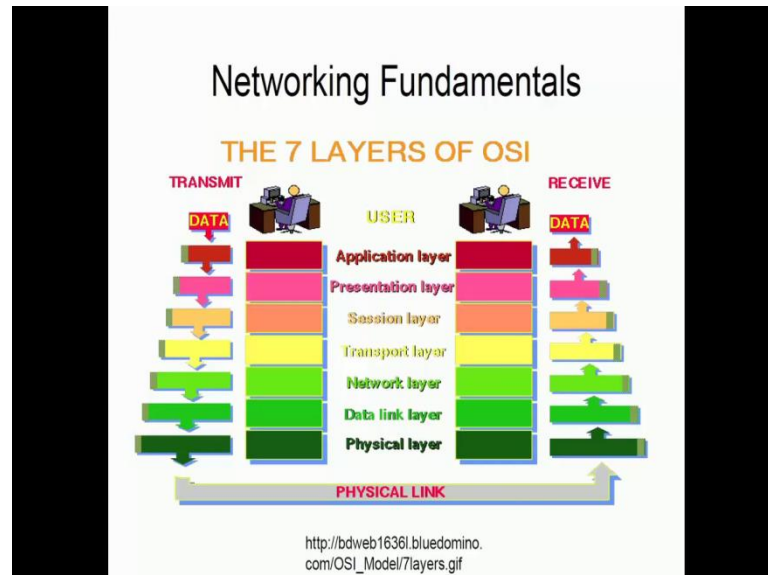 Networking Fundamentals
THE 7 LAYERS OF OSI
TRANSMIT
RECEIVE
DATA
USER
DATA
Application layer
Presentation layer
Session layer
Transport layer
Network layer
Data link layer
Physical layer
PHYSICAL LINK
http://bdweb1636l.bluedomino.
com/OSI_Model/7layers.gif